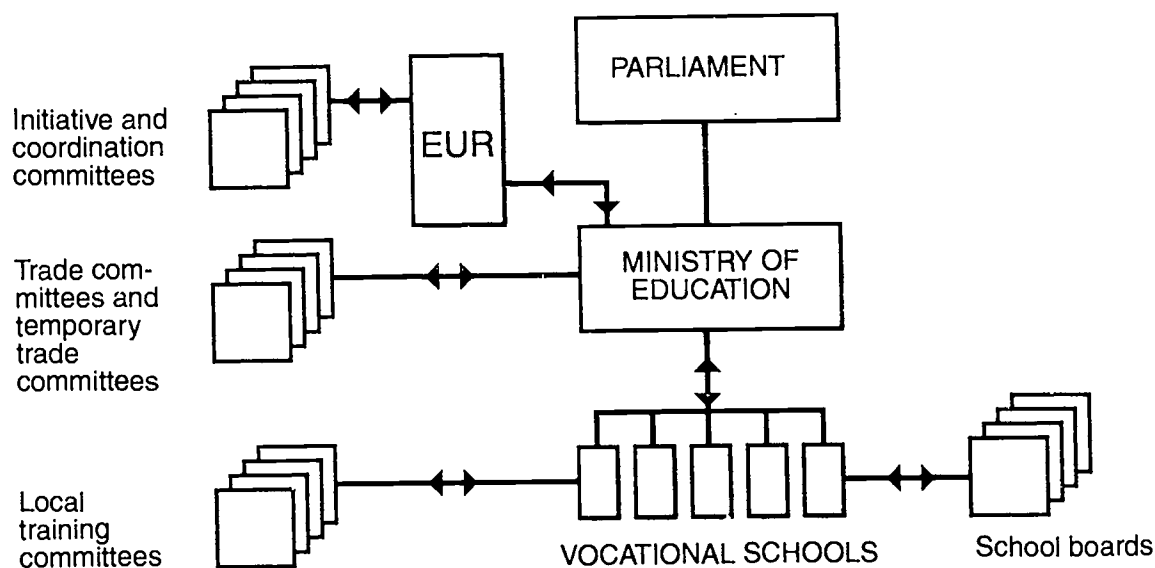 PARLIAMENT
Initiative and
coordination
committees
EUR
Trade com-
mittees and
temporary
trade
committees
MINISTRY OF
EDUCATION
Local
training
committees
VOCATIONAL SCHOOLS
School boards